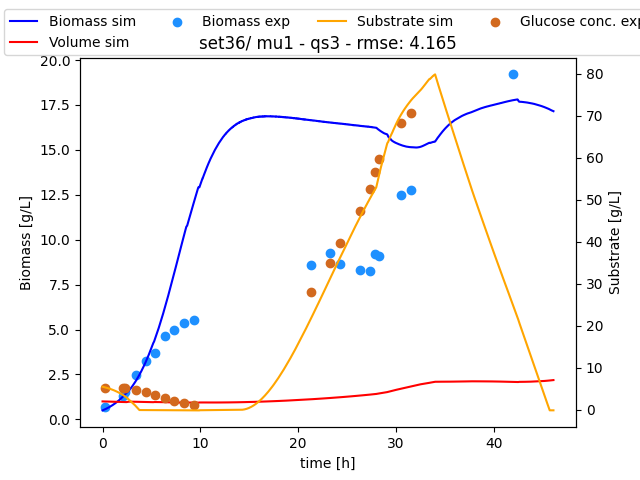 Biomass sim
Volume sim
Biomass exp
Substrate sim
Glucose conc. exp
set36/ mu1 - qs3 - rmse: 4.165
20.0
17.5
15.0
12.5
10.0
7.5
5.0
2.5
0.0
Biomass [g/L]
80
70
60
50
40
30
20
10
0
Substrate [g/L]
0
10
20
30
40
time [h]